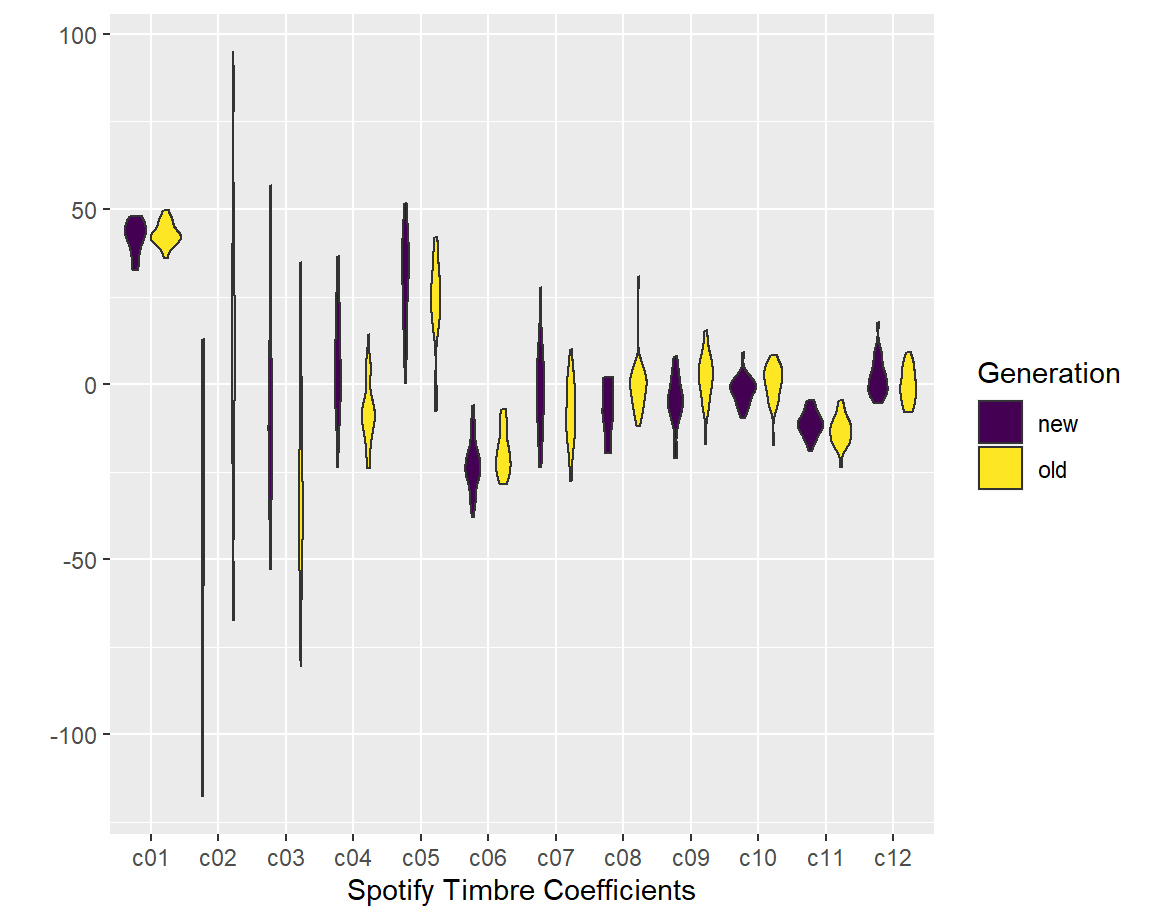 100
50
0
-50
-100
c01 c02 c03 c04 c05 c06 c07 c08 c09 c10 c11 c12
Spotify Timbre Coefficients
Generation
new
old